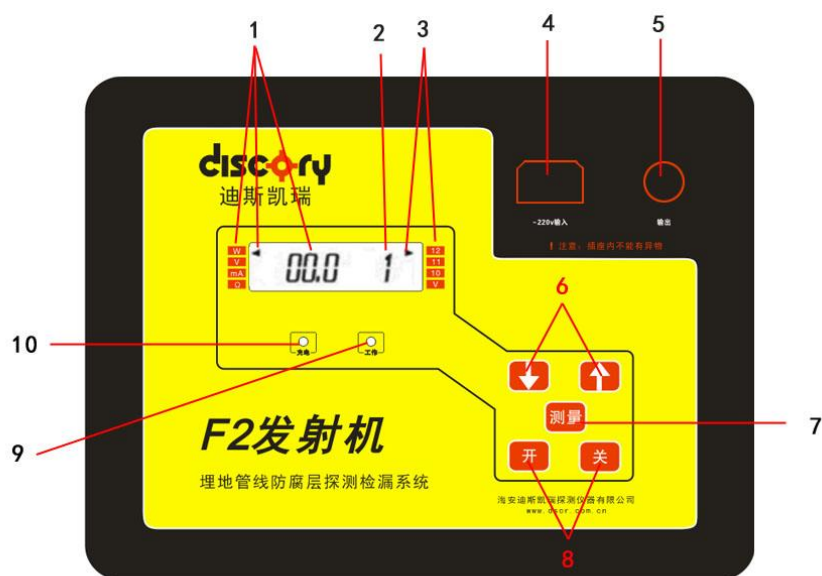 1
2
3
4
5
discory
迪斯凯瑞
W
V
mA
Ω
00.0 1
12
11
10
V
~220v输入
输出
！注意：插座内不能有异物
6
10
充电
工作
9
测量
7
开
关
F2发射机
埋地管线防腐层探测检漏系统
海安迪斯凯瑞探测仪器有限公司
www.dscr.com.cn
8